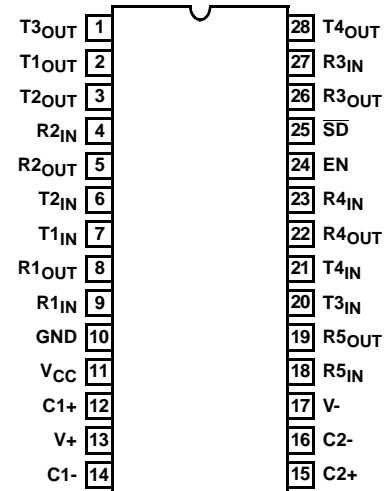 T3OUT 1 28 T4OUT
T1OUT 2 27 R3IN
T2OUT 3 26 R3OUT
R2IN 4 25 S̅D̅
R2OUT 5 24 EN
T2IN 6 23 R4IN
T1IN 7 22 R4OUT
R1OUT 8 21 T4IN
R1IN 9 20 T3IN
GND 10 19 R5OUT
VCC 11 18 R5IN
C1+ 12 17 V-
V+ 13 16 C2-
C1- 14 15 C2+